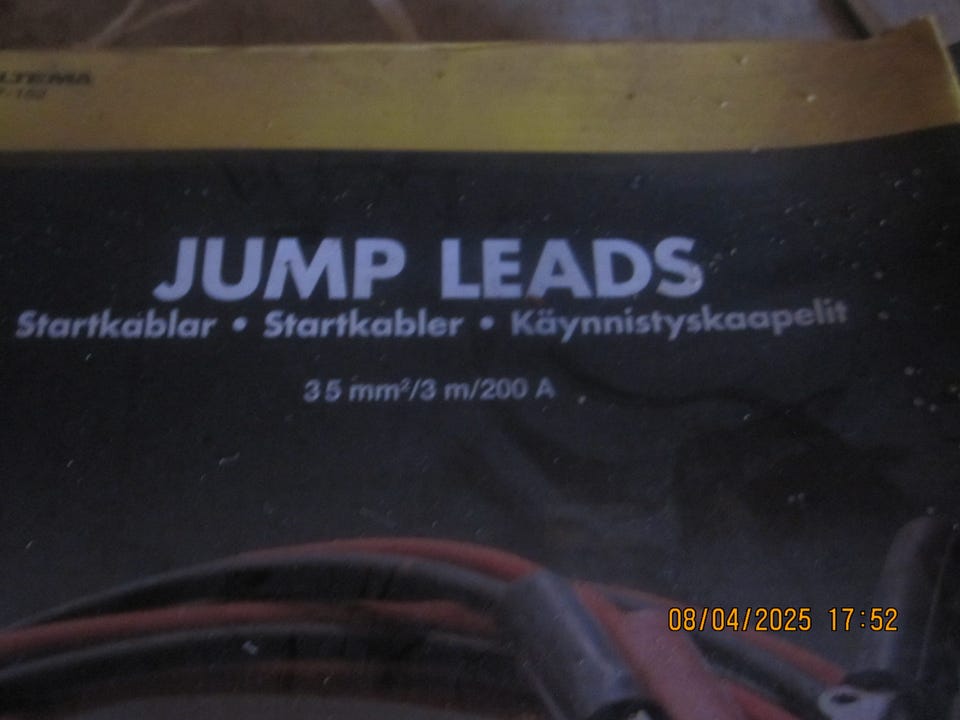 JUMP LEADS
Startkablar • Startkabler • Käynnistyskaapelit
35 mm²/3 m/200 A
08/04/2025 17:52